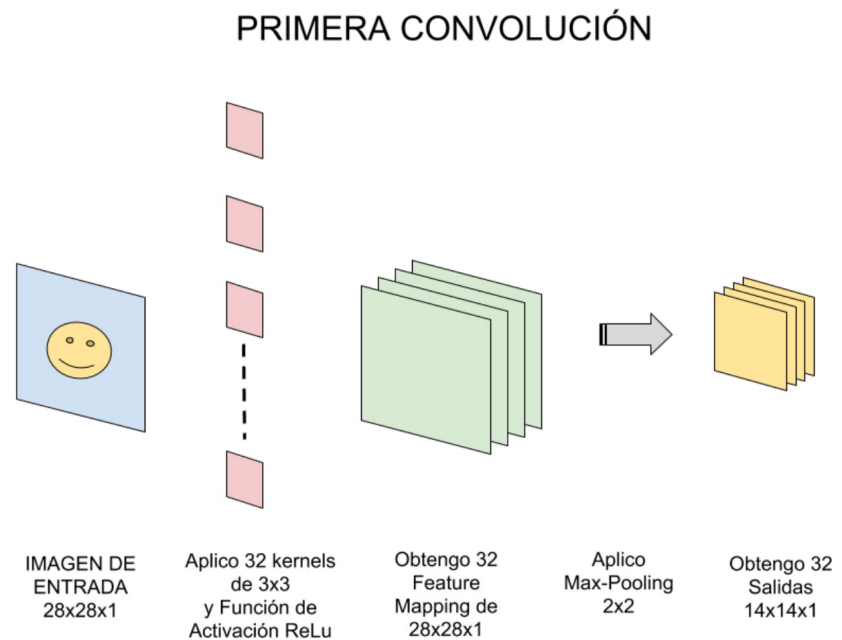 PRIMERA CONVOLUCIÓN
IMAGEN DE
ENTRADA
28x28x1
Aplico 32 kernels
de 3x3
y Función de
Activación ReLu
Obtengo 32
Feature
Mapping de
28x28x1
Aplico
Max-Pooling
2x2
Obtengo 32
Salidas
14x14x1